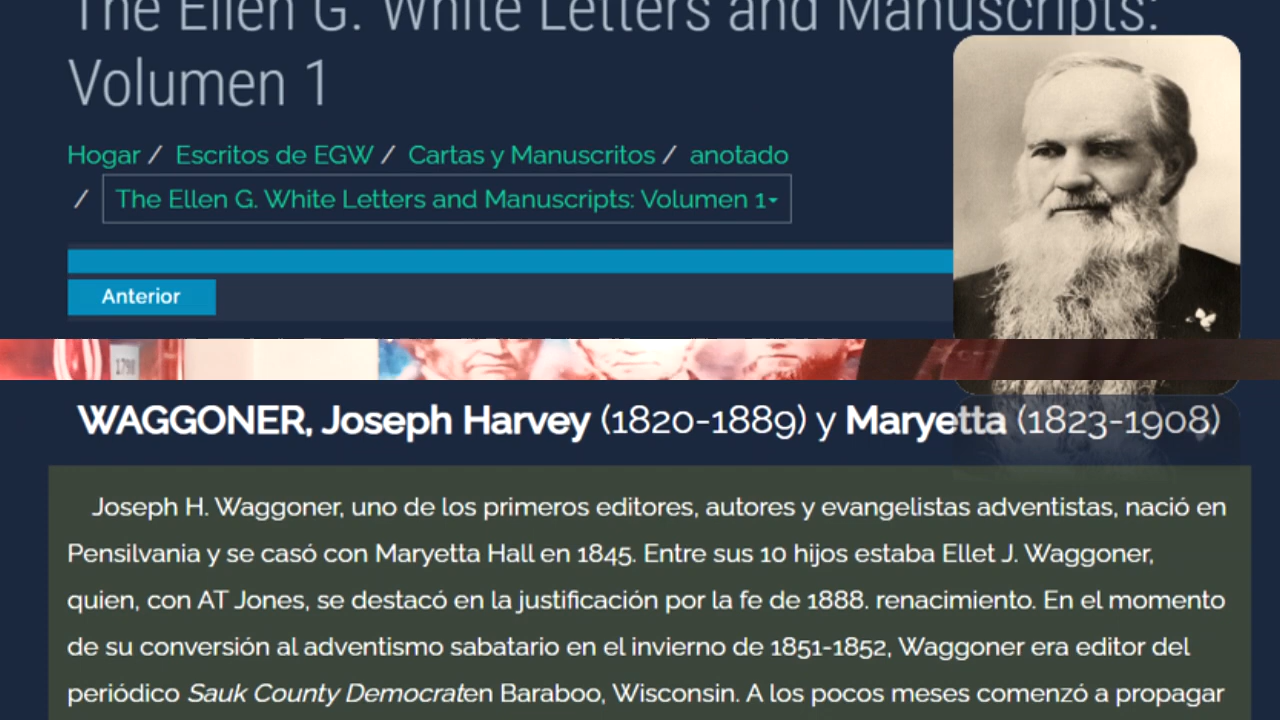 The Ellen G. White Letters and Manuscripts:
Volumen 1
Hogar / Escritos de EGW / Cartas y Manuscritos / anotado
/ The Ellen G. White Letters and Manuscripts: Volumen 1
Anterior
1798
WAGGONER, Joseph Harvey (1820-1889) y Maryetta (1823-1908)
Joseph H. Waggoner, uno de los primeros editores, autores y evangelistas adventistas, nació en
Pensilvania y se casó con Maryetta Hall en 1845. Entre sus 10 hijos estaba Ellet J. Waggoner,
quien, con AT Jones, se destacó en la justificación por la fe de 1888. renacimiento. En el momento
de su conversión al adventismo sabatario en el invierno de 1851-1852, Waggoner era editor del
periódico Sauk County Democraten Baraboo, Wisconsin. A los pocos meses comenzó a propagar